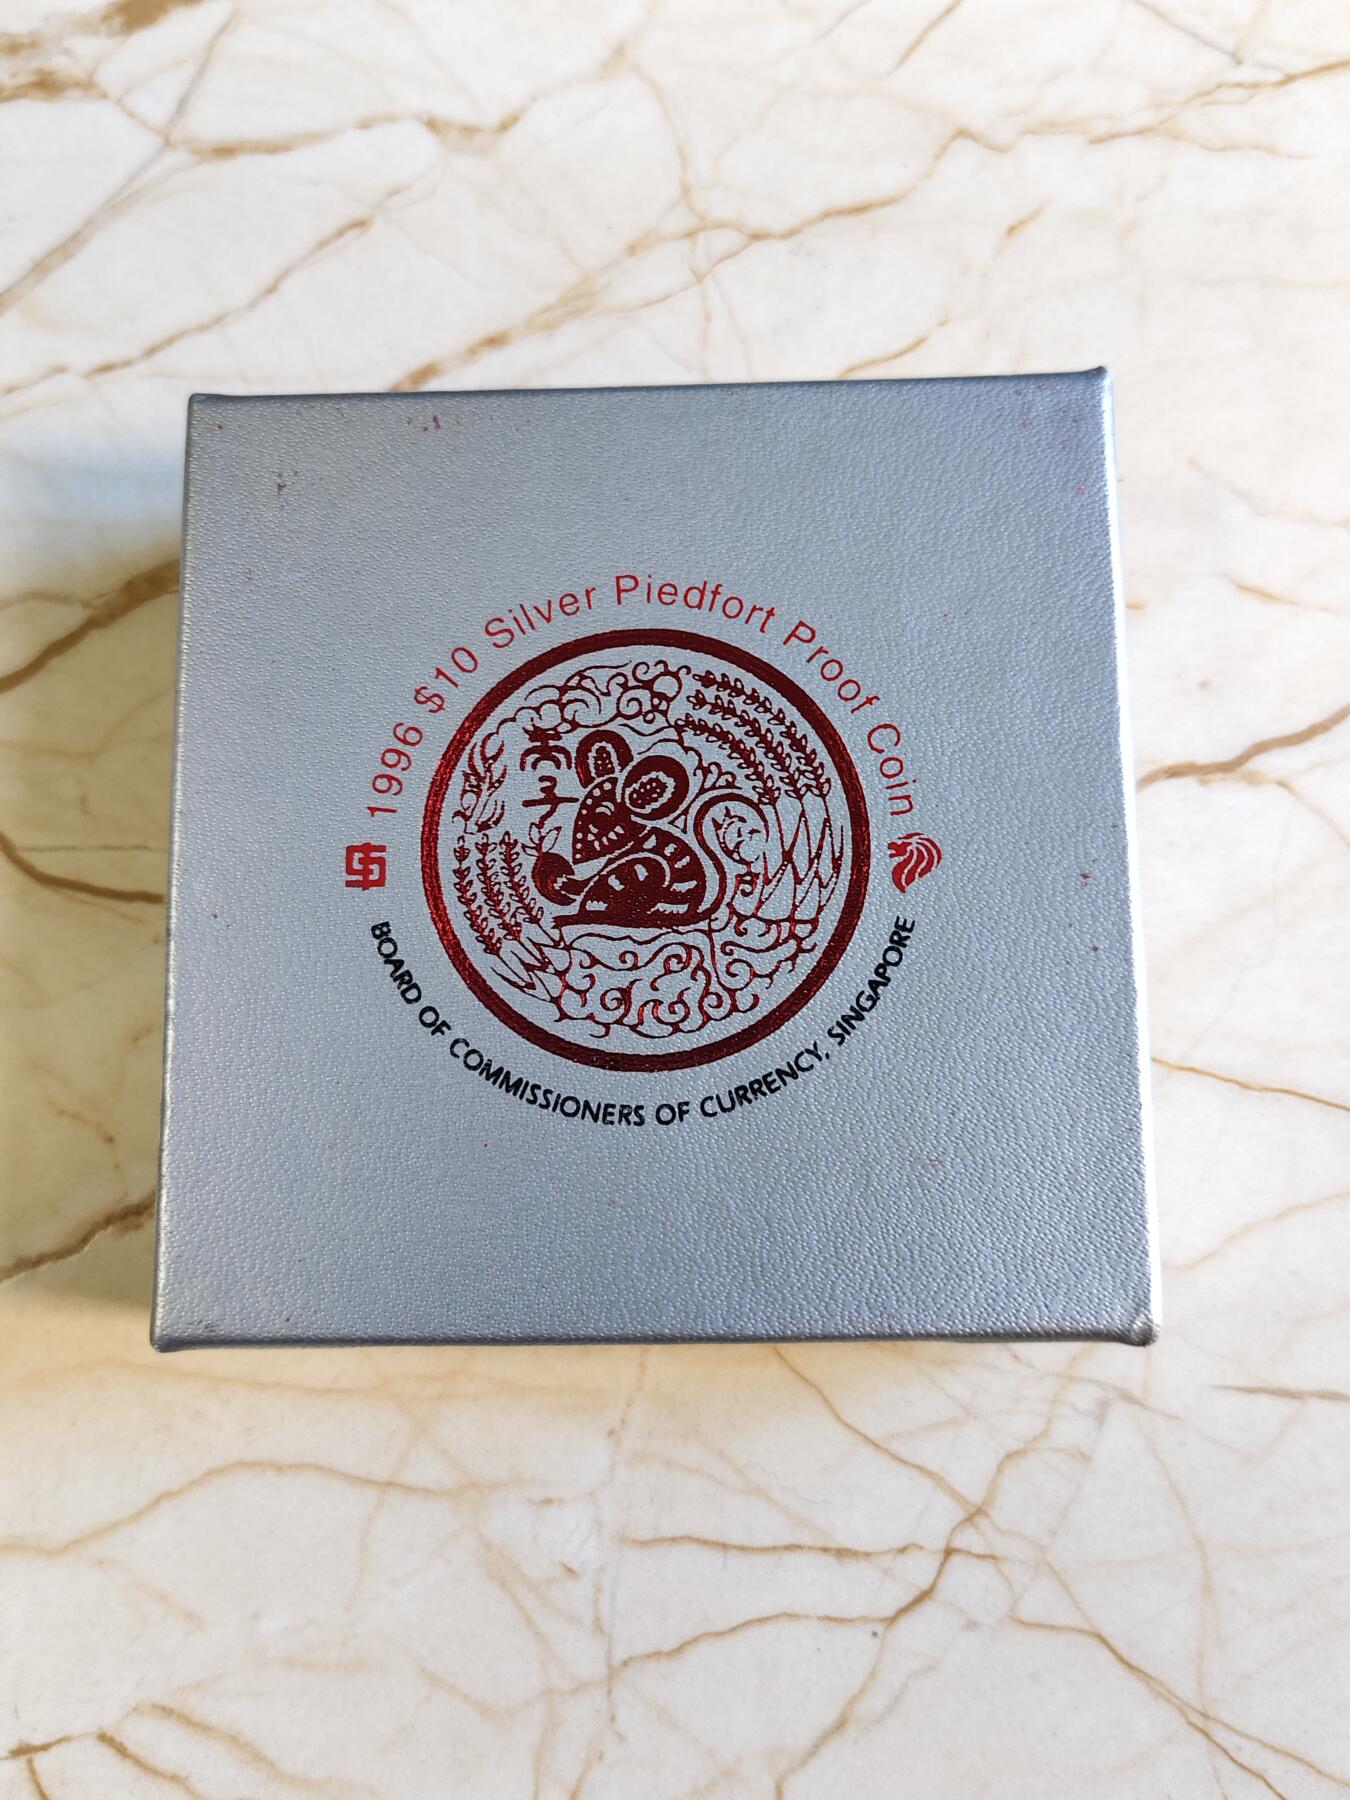 1996 $10 Silver Piedfort Proof Coin
丙子
BOARD OF COMMISSIONERS OF CURRENCY, SINGAPORE